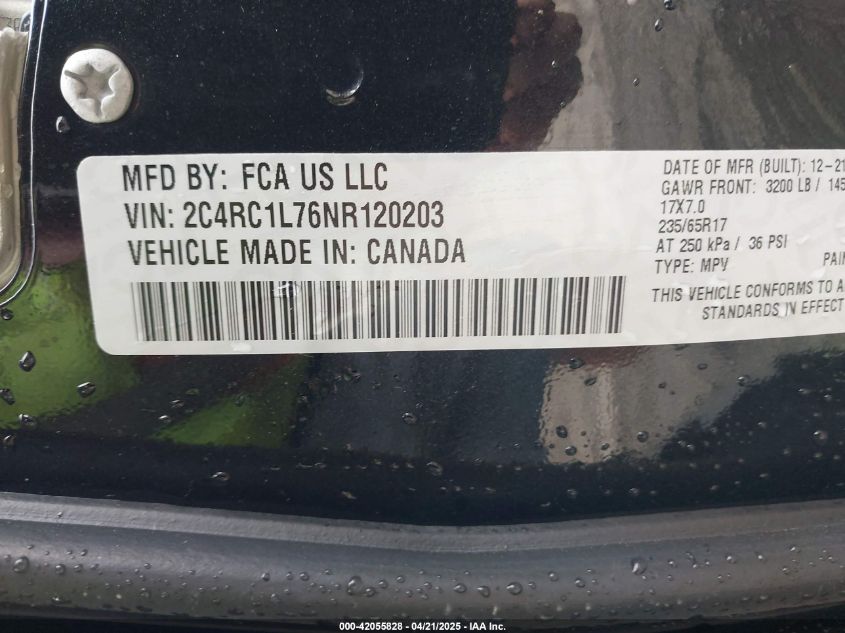 MFD BY: FCA US LLC
VIN: 2C4RC1L76NR120203
VEHICLE MADE IN: CANADA
DATE OF MFR (BUILT): 12-21
GAWR FRONT: 3200 LB / 145
17X7.0
235/65R17
AT 250 kPa / 36 PSI
TYPE: MPV PAIN
THIS VEHICLE CONFORMS TO A
STANDARDS IN EFFECT
000-42055828 - 04/21/2025 - IAA Inc.